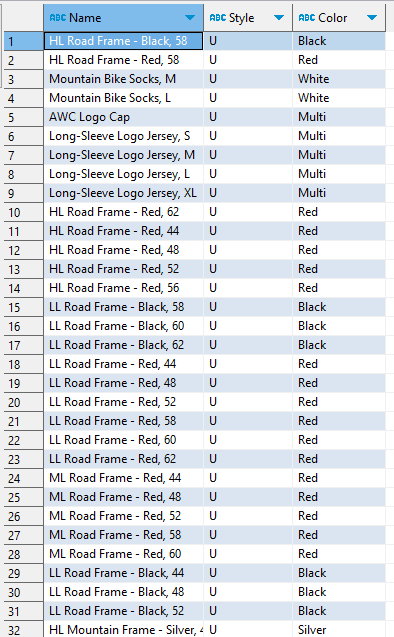 ABC Name ABC Style ABC Color
1 HL Road Frame - Black, 58 U Black
2 HL Road Frame - Red, 58 U Red
3 Mountain Bike Socks, M U White
4 Mountain Bike Socks, L U White
5 AWC Logo Cap U Multi
6 Long-Sleeve Logo Jersey, S U Multi
7 Long-Sleeve Logo Jersey, M U Multi
8 Long-Sleeve Logo Jersey, L U Multi
9 Long-Sleeve Logo Jersey, XL U Multi
10 HL Road Frame - Red, 62 U Red
11 HL Road Frame - Red, 44 U Red
12 HL Road Frame - Red, 48 U Red
13 HL Road Frame - Red, 52 U Red
14 HL Road Frame - Red, 56 U Red
15 LL Road Frame - Black, 58 U Black
16 LL Road Frame - Black, 60 U Black
17 LL Road Frame - Black, 62 U Black
18 LL Road Frame - Red, 44 U Red
19 LL Road Frame - Red, 48 U Red
20 LL Road Frame - Red, 52 U Red
21 LL Road Frame - Red, 58 U Red
22 LL Road Frame - Red, 60 U Red
23 LL Road Frame - Red, 62 U Red
24 ML Road Frame - Red, 44 U Red
25 ML Road Frame - Red, 48 U Red
26 ML Road Frame - Red, 52 U Red
27 ML Road Frame - Red, 58 U Red
28 ML Road Frame - Red, 60 U Red
29 LL Road Frame - Black, 44 U Black
30 LL Road Frame - Black, 48 U Black
31 LL Road Frame - Black, 52 U Black
32 HL Mountain Frame - Silver, U Silver